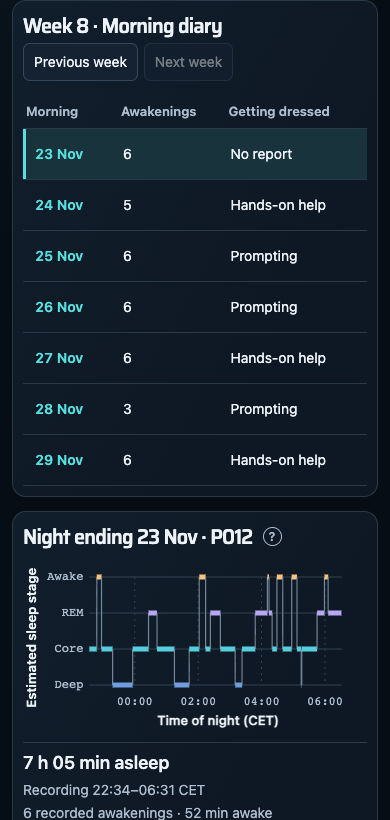 Week 8 · Morning diary
Previous week Next week
Morning Awakenings Getting dressed
23 Nov 6 No report
24 Nov 5 Hands-on help
25 Nov 6 Prompting
26 Nov 6 Prompting
27 Nov 6 Hands-on help
28 Nov 3 Prompting
29 Nov 6 Hands-on help
Night ending 23 Nov · P012 ?
Estimated sleep stage
Awake
REM
Core
Deep
00:00 02:00 04:00 06:00
Time of night (CET)
7 h 05 min asleep
Recording 22:34–06:31 CET
6 recorded awakenings · 52 min awake